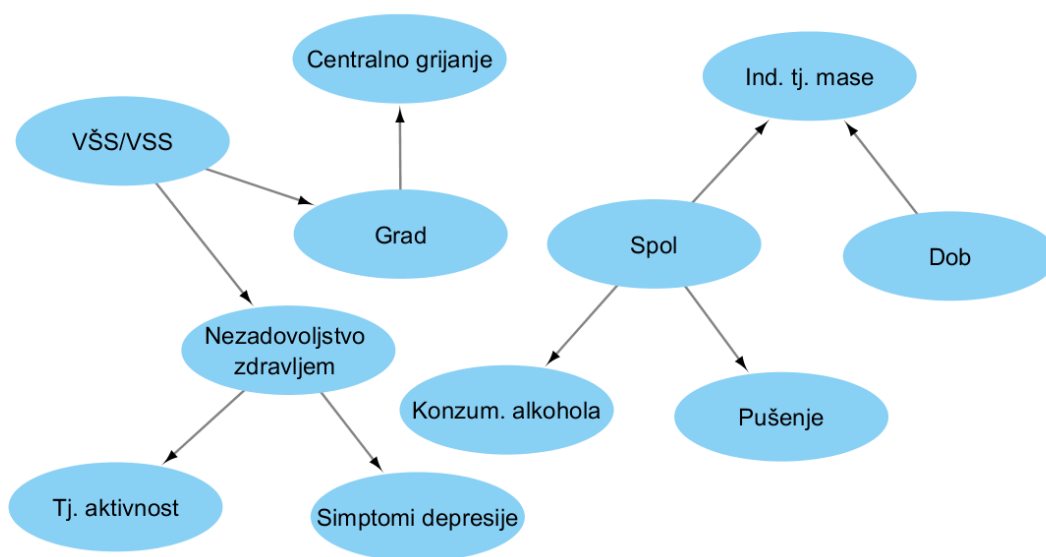 Centralno grijanje
Ind. tj. mase
VŠS/VSS
Grad
Spol
Dob
Nezadovoljstvo
zdravljem
Konzum. alkohola
Pušenje
Tj. aktivnost
Simptomi depresije